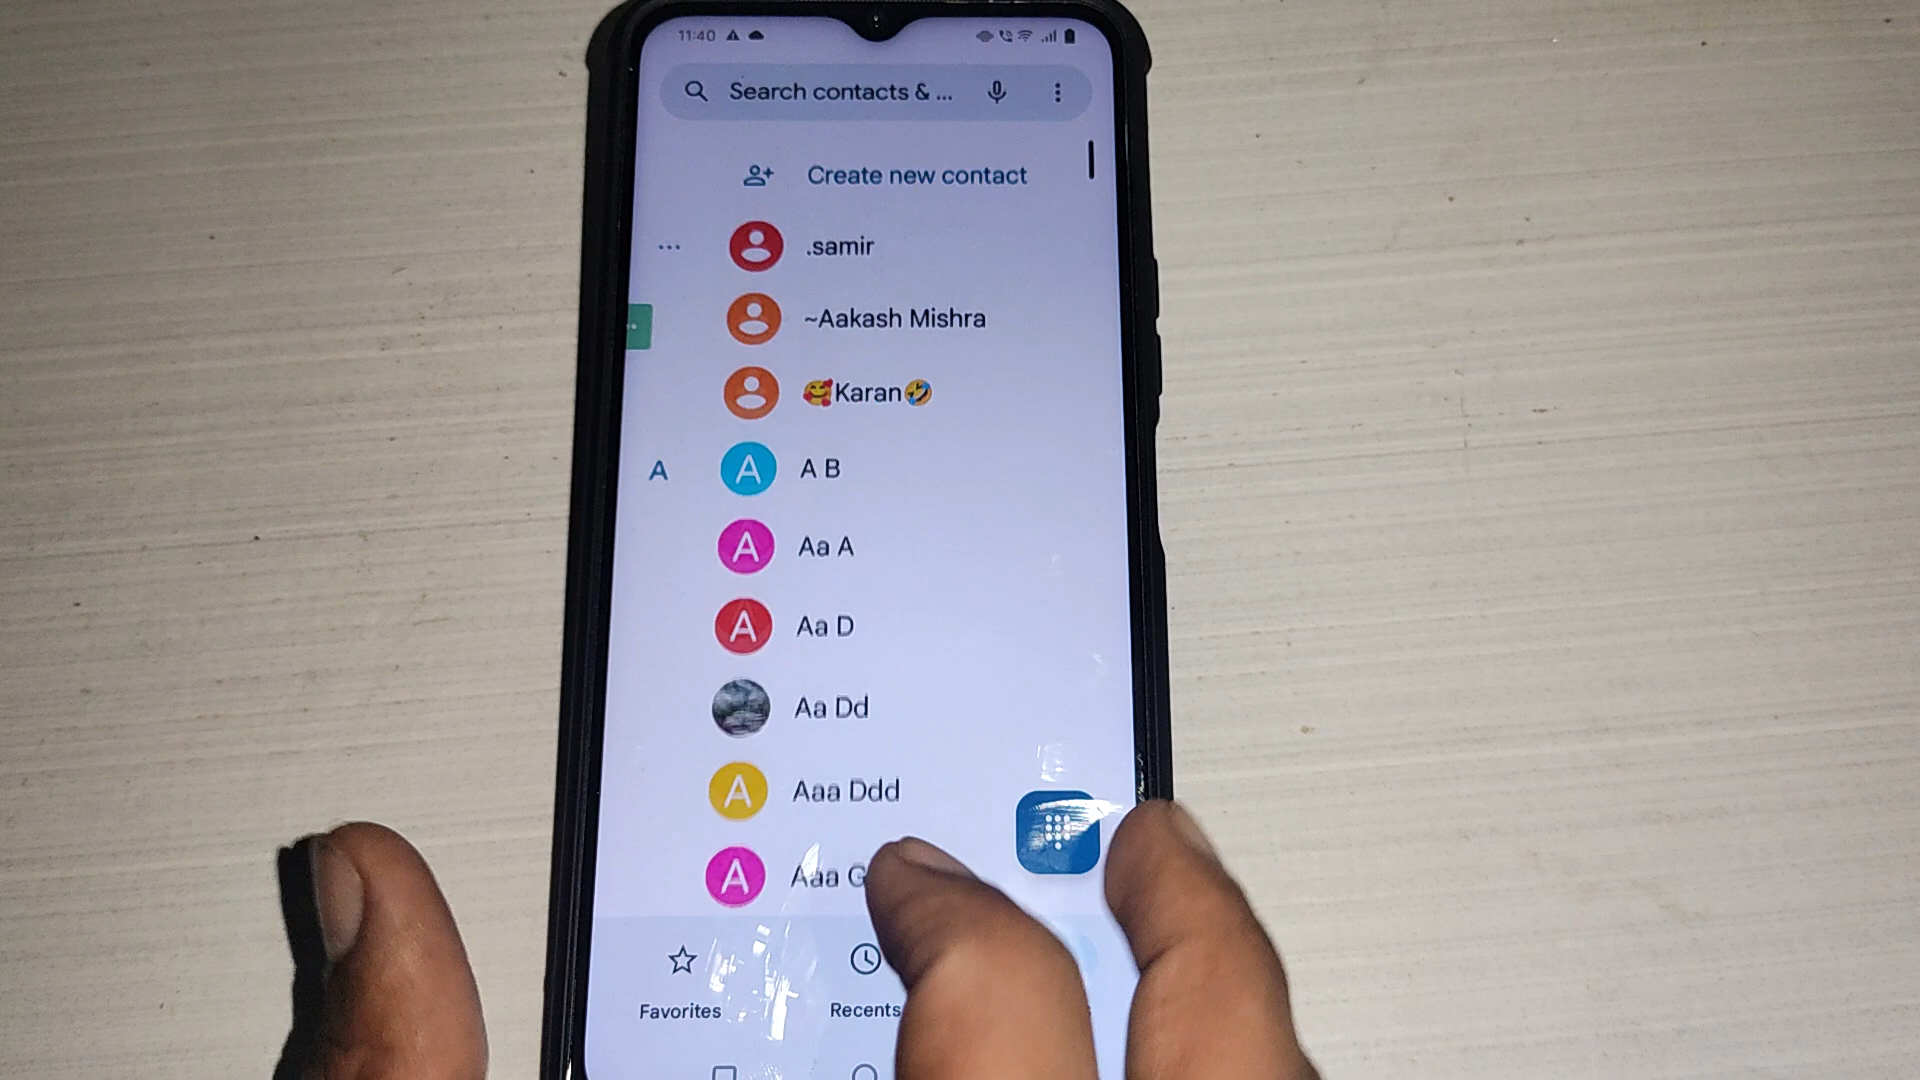 11:40
Search contacts & ...
Create new contact
... .samir
~Aakash Mishra
🥰Karan🤣
A A A B
A Aa A
A Aa D
Aa Dd
A Aaa Ddd
A Aaa
Favorites Recents